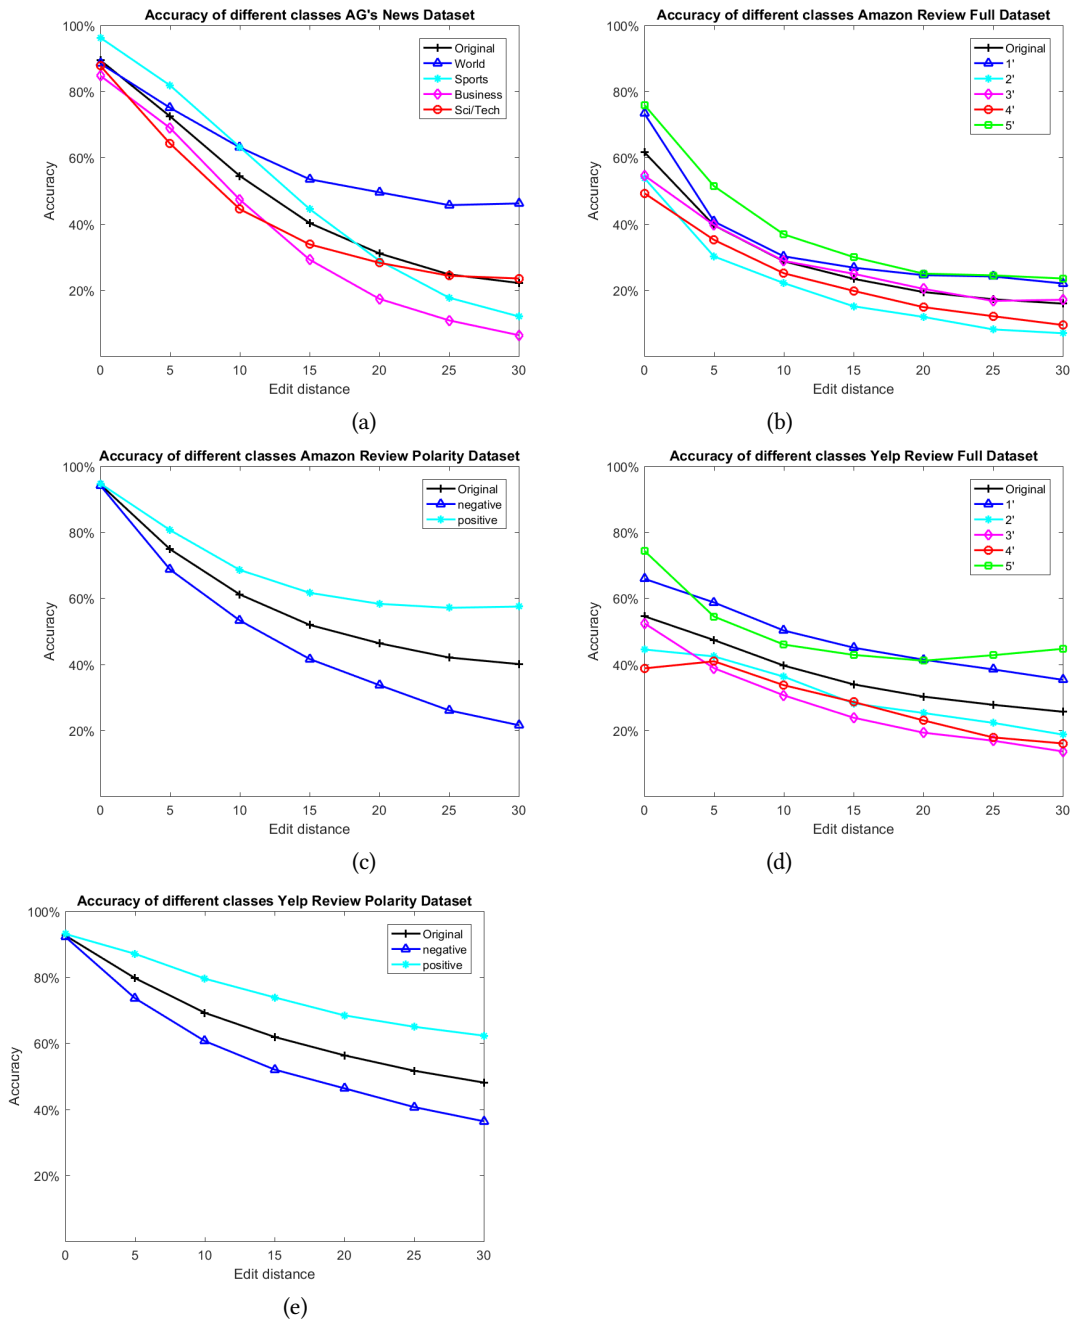 Accuracy of different classes AG's News Dataset
100%
80%
60%
40%
20%
Accuracy
0 5 10 15 20 25 30
Edit distance
Original
World
Sports
Business
Sci/Tech
(a)
Accuracy of different classes Amazon Review Full Dataset
100%
80%
60%
40%
20%
Accuracy
0 5 10 15 20 25 30
Edit distance
Original
1'
2'
3'
4'
5'
(b)
Accuracy of different classes Amazon Review Polarity Dataset
100%
80%
60%
40%
20%
Accuracy
0 5 10 15 20 25 30
Edit distance
Original
negative
positive
(c)
Accuracy of different classes Yelp Review Full Dataset
100%
80%
60%
40%
20%
Accuracy
0 5 10 15 20 25 30
Edit distance
Original
1'
2'
3'
4'
5'
(d)
Accuracy of different classes Yelp Review Polarity Dataset
100%
80%
60%
40%
20%
Accuracy
0 5 10 15 20 25 30
Edit distance
Original
negative
positive
(e)